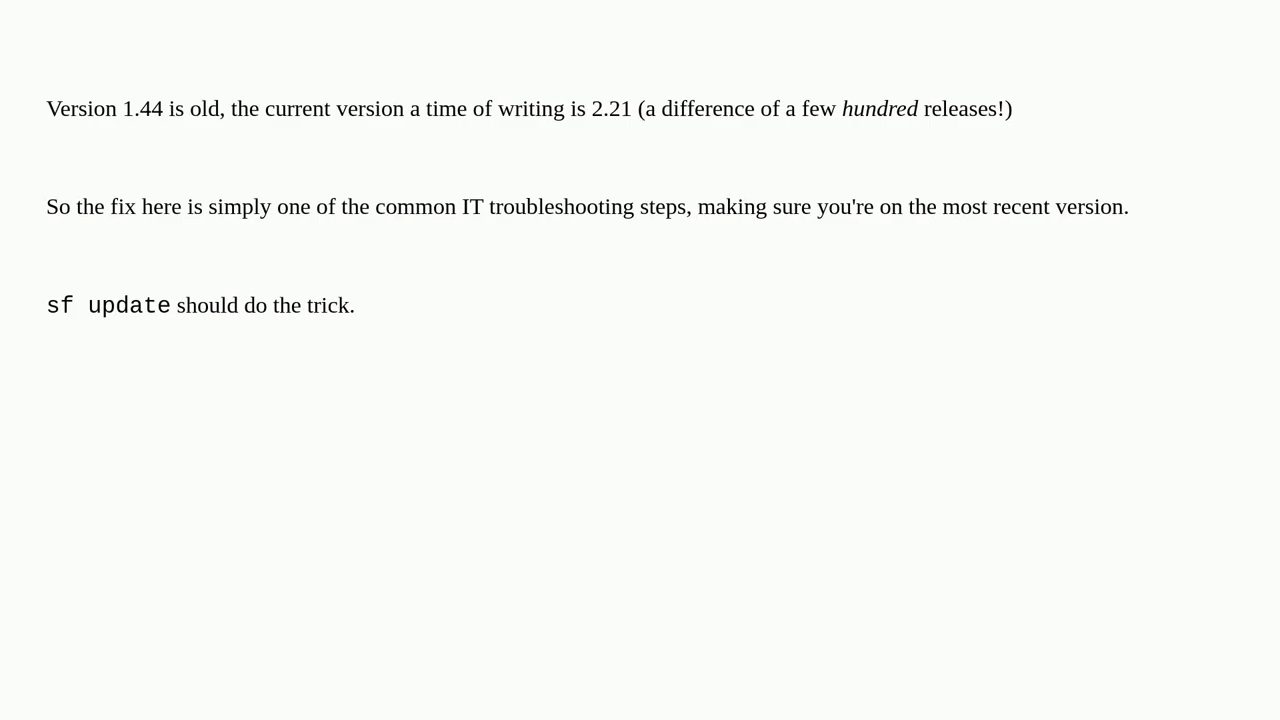 Version 1.44 is old, the current version a time of writing is 2.21 (a difference of a few hundred releases!)
So the fix here is simply one of the common IT troubleshooting steps, making sure you're on the most recent version.
sf update should do the trick.